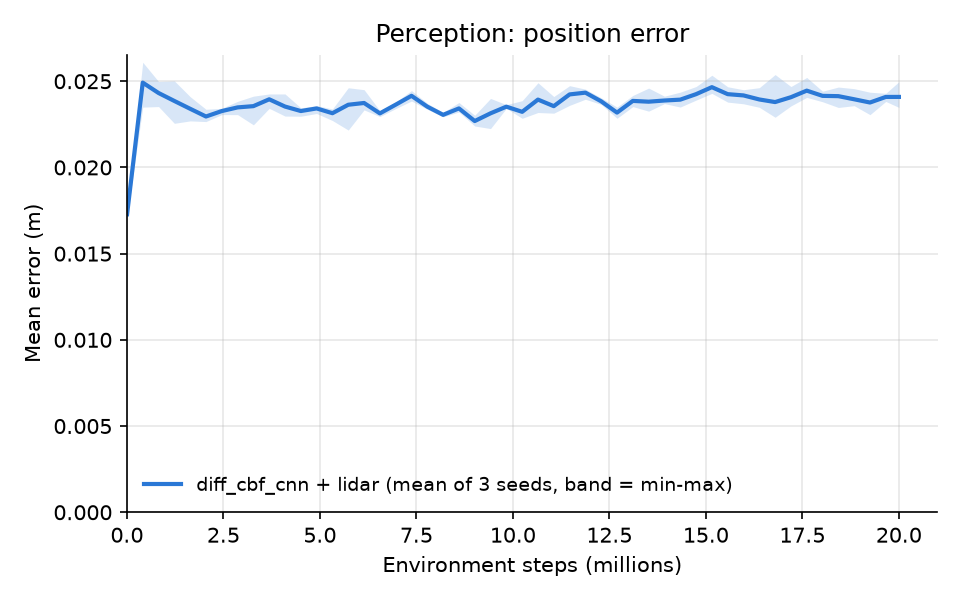 Perception: position error
Mean error (m)
0.025
0.020
0.015
0.010
0.005
0.000
diff_cbf_cnn + lidar (mean of 3 seeds, band = min-max)
0.0 2.5 5.0 7.5 10.0 12.5 15.0 17.5 20.0
Environment steps (millions)